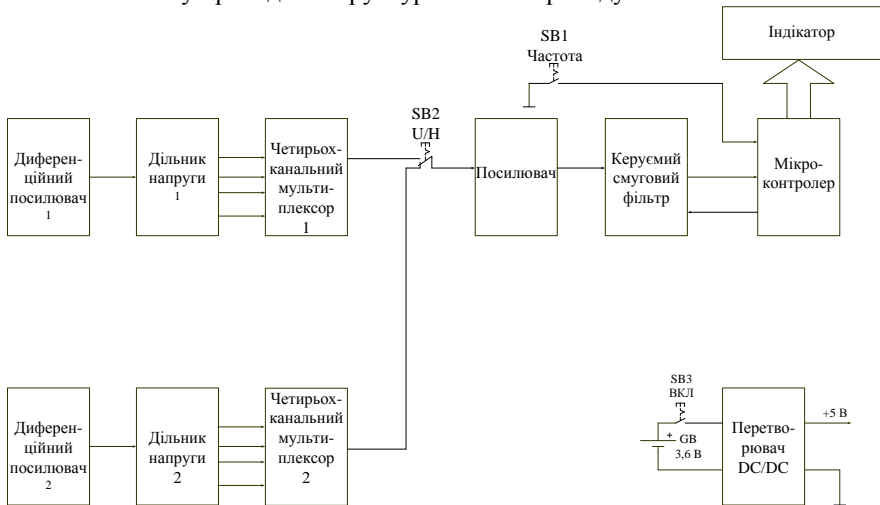 Індікатор
SB1
Частота
SB2
U/H
Диферен-
ційний
посилювач
1
Дільник
напруги
1
Четирьох-
канальний
мульти-
плексор
1
Посилювач
Керуємий
смуговий
фільтр
Мікро-
контролер
Диферен-
ційний
посилювач
2
Дільник
напруги
2
Четирьох-
канальний
мульти-
плексор
2
SB3
ВКЛ
+ GB
3,6 В
Перетво-
рювач
DC/DC
+5 В